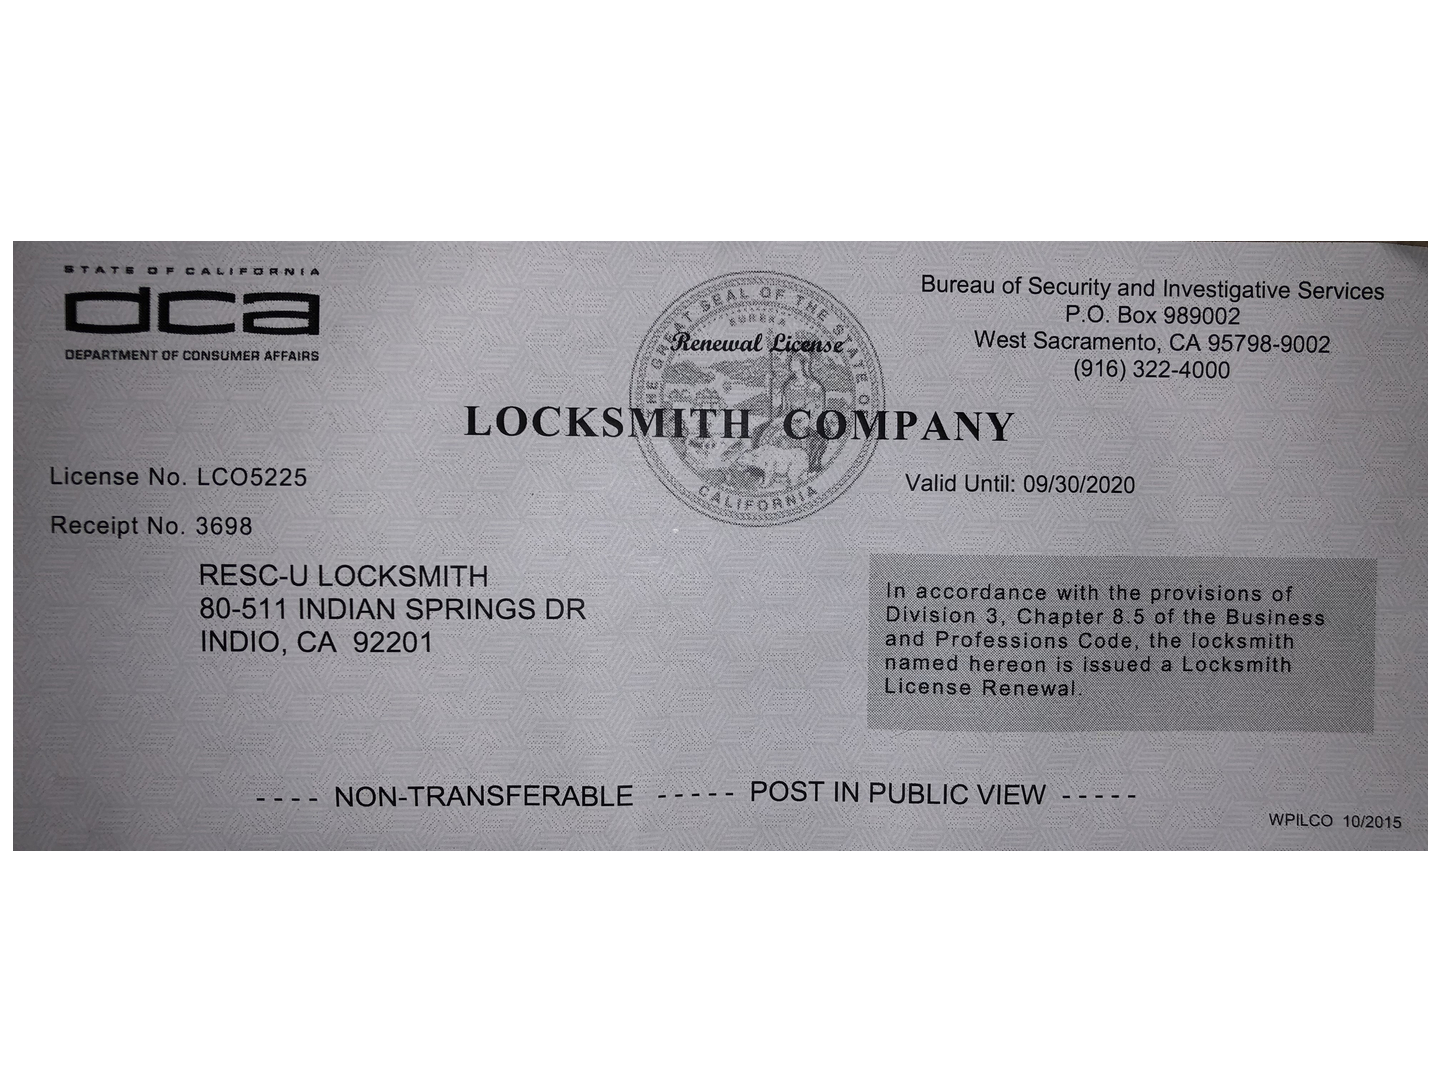 STATE OF CALIFORNIA
dca
DEPARTMENT OF CONSUMER AFFAIRS
Bureau of Security and Investigative Services
P.O. Box 989002
West Sacramento, CA 95798-9002
(916) 322-4000
THE GREAT SEAL OF THE STATE OF
EUREKA
Renewal License
CALIFORNIA
LOCKSMITH COMPANY
License No. LCO5225
Valid Until: 09/30/2020
Receipt No. 3698
RESC-U LOCKSMITH
80-511 INDIAN SPRINGS DR
INDIO, CA 92201
In accordance with the provisions of
Division 3, Chapter 8.5 of the Business
and Professions Code, the locksmith
named hereon is issued a Locksmith
License Renewal.
---- NON-TRANSFERABLE ----- POST IN PUBLIC VIEW -----
WPILCO 10/2015